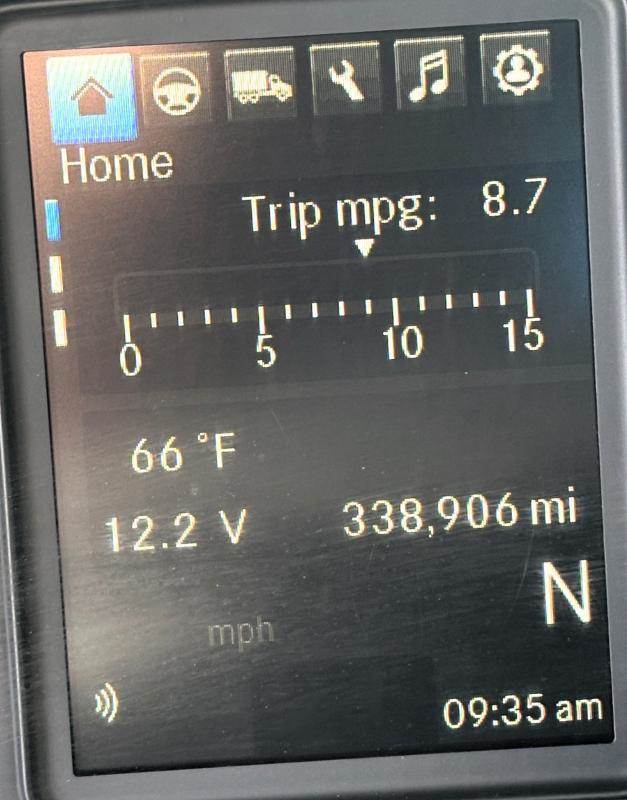 Home
Trip mpg: 8.7
0 5 10 15
66 °F
12.2 V 338,906 mi
N
mph
09:35 am